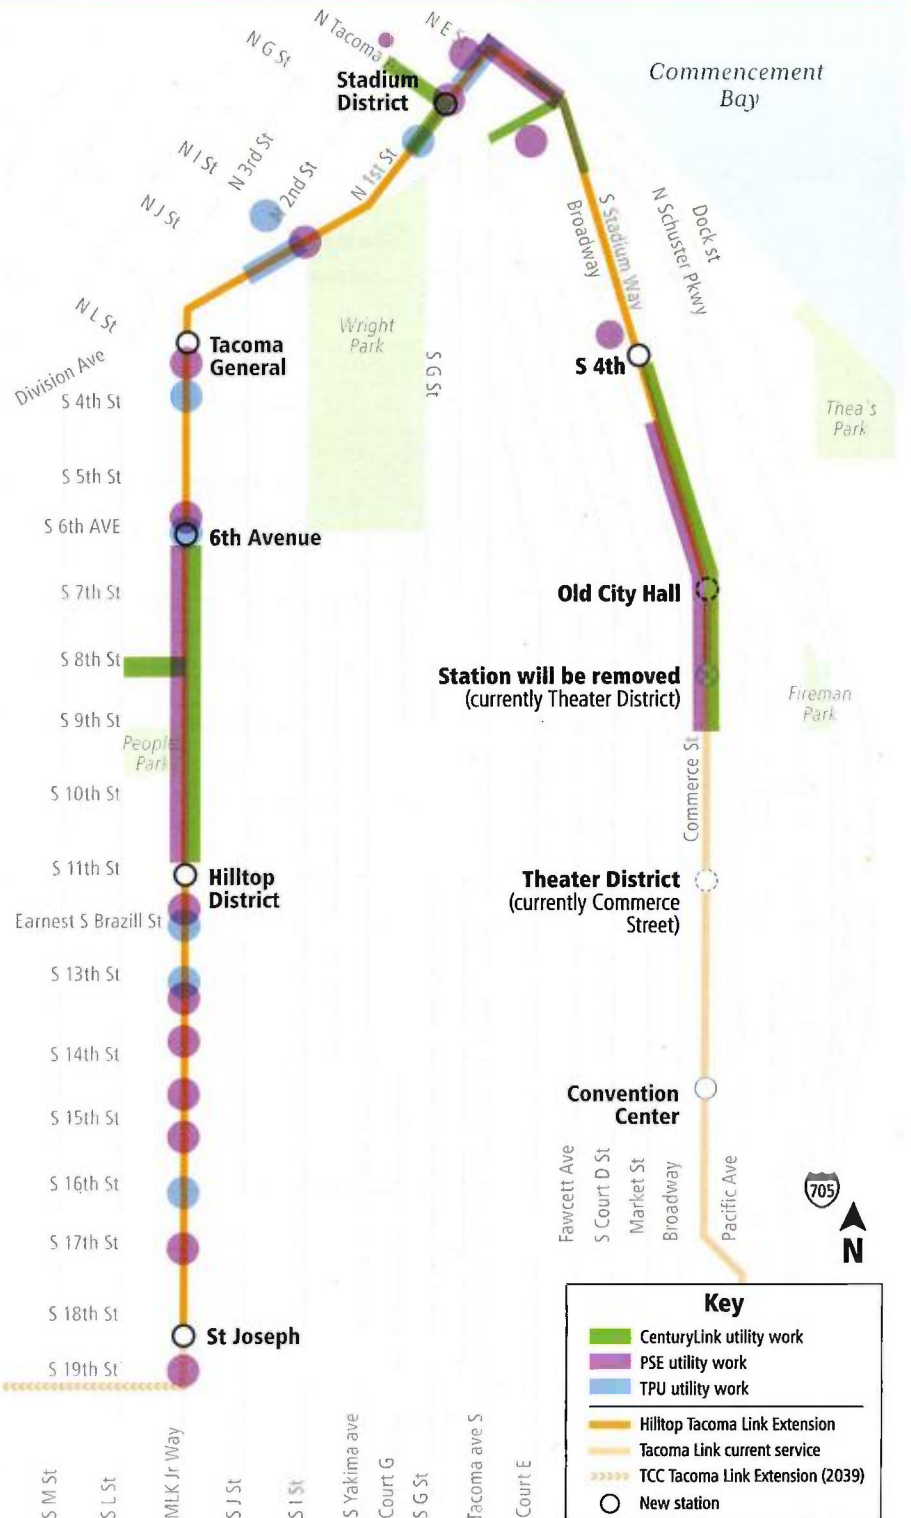 N Tacoma
N E St
N G St
Stadium
District
Commencement
Bay
N 3rd St
N I St
N 2nd St
N 1st St
N J St
Broadway
S Stadium Way
N Schuster Pkwy
Dock st
N L St
Tacoma
General
Wright
Park
S G St
Division Ave
S 4th St
S 4th
Thea's
Park
S 5th St
S 6th AVE
6th Avenue
S 7th St
Old City Hall
S 8th St
Station will be removed
(currently Theater District)
Fireman
Park
S 9th St
People
Park
Commerce St
S 10th St
S 11th St
Hilltop
District
Theater District
(currently Commerce
Street)
Earnest S Brazill St
S 13th St
S 14th St
Convention
Center
S 15th St
Fawcett Ave
S Court D St
Market St
Broadway
Pacific Ave
705
N
S 16th St
S 17th St
S 18th St
St Joseph
S 19th St
Key
CenturyLink utility work
PSE utility work
TPU utility work
Hilltop Tacoma Link Extension
Tacoma Link current service
TCC Tacoma Link Extension (2039)
New station
S M St
S L St
MLK Jr Way
S J St
S I St
S Yakima ave
Court G
S G St
Tacoma ave S
Court E